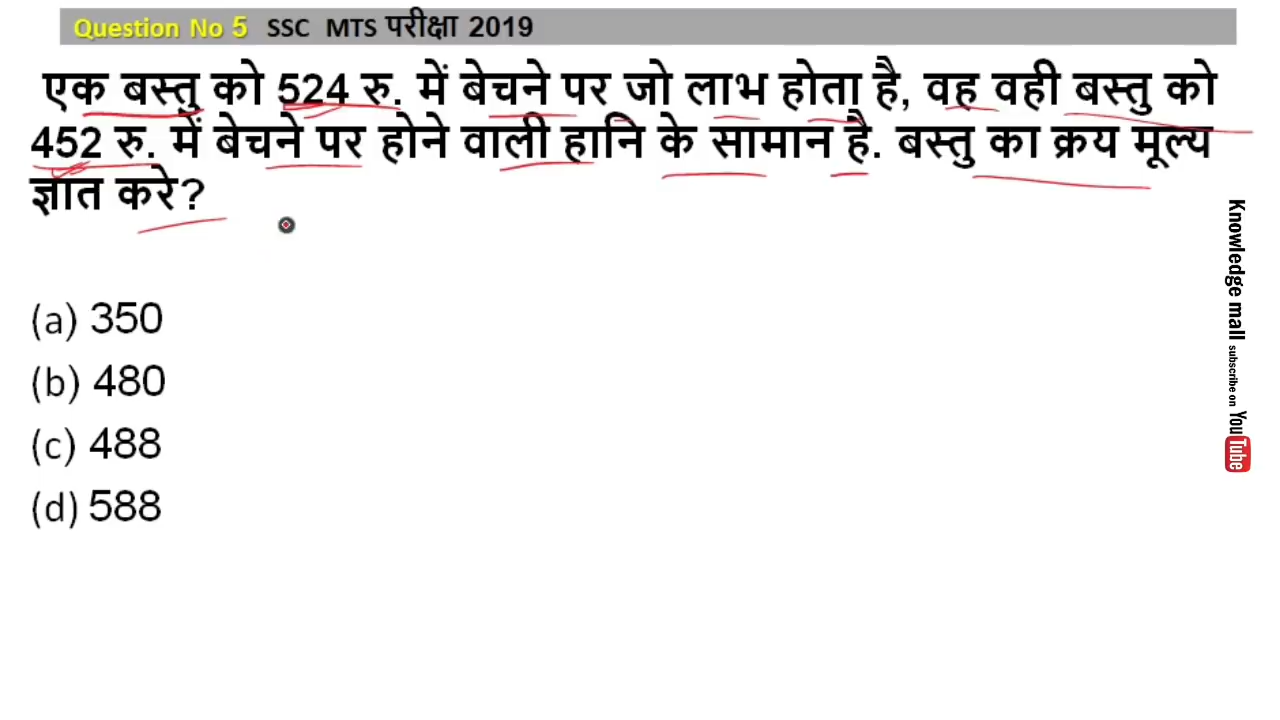 Question No 5 SSC MTS परीक्षा 2019
एक बस्तु को 524 रु. में बेचने पर जो लाभ होता है, वह वही बस्तु को
452 रु. में बेचने पर होने वाली हानि के सामान है. बस्तु का क्रय मूल्य
ज्ञात करे?
(a) 350
(b) 480
(c) 488
(d) 588
Knowledge mall subscribe on YouTube